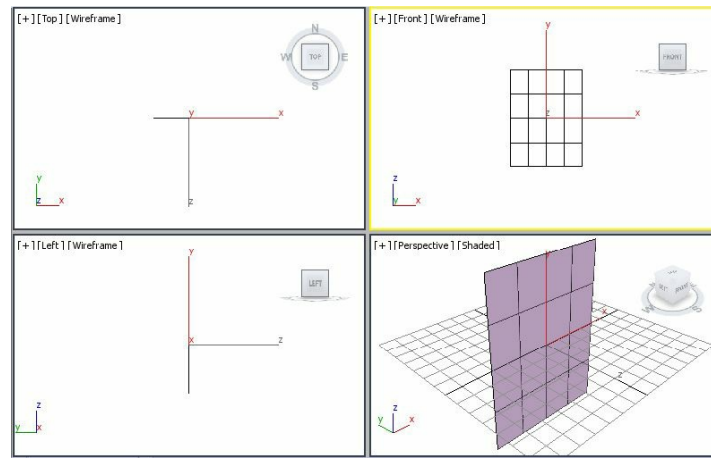 [+][Top][Wireframe]
N
W TOP E
S
y x
z
y
z x
[+][Front][Wireframe]
FRONT
y
z x
z
y x
[+][Left][Wireframe]
LEFT
y
x z
z
y x
[+][Perspective][Shaded]
y
x
z
W S
z
y x